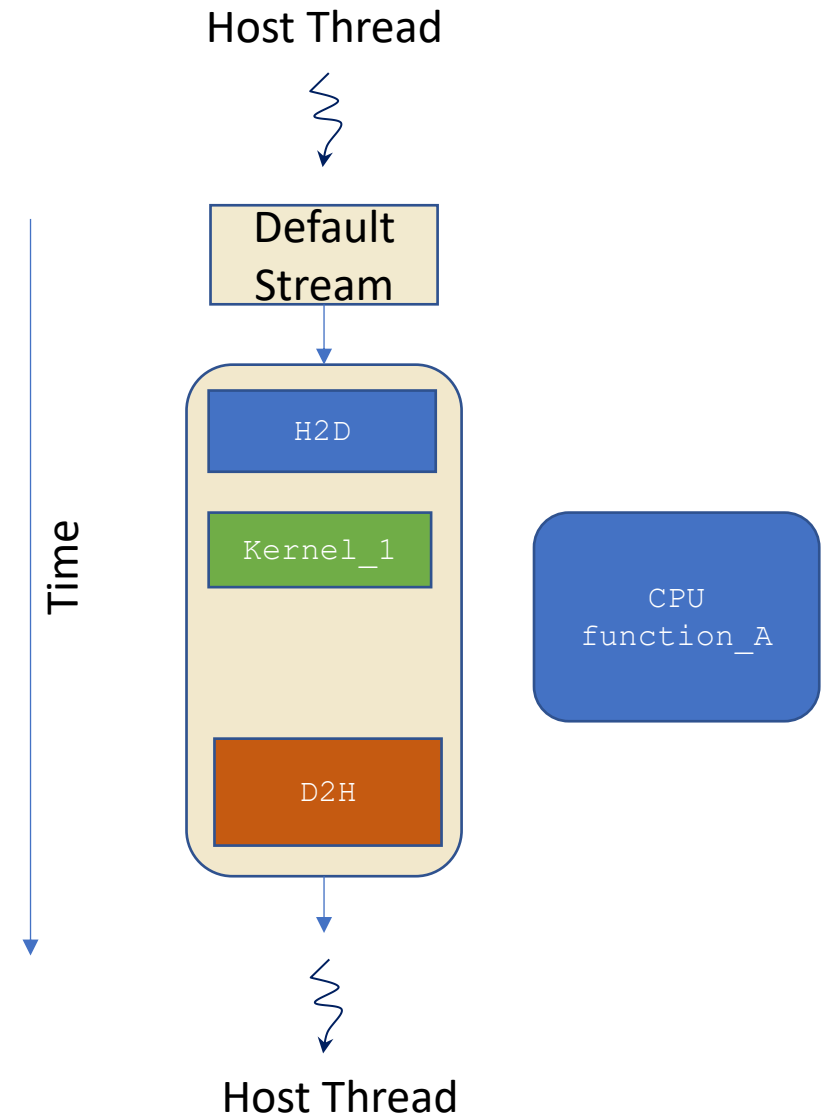 Host Thread
Default
Stream
H2D
Kernel_1
CPU
function_A
Time
D2H
Host Thread